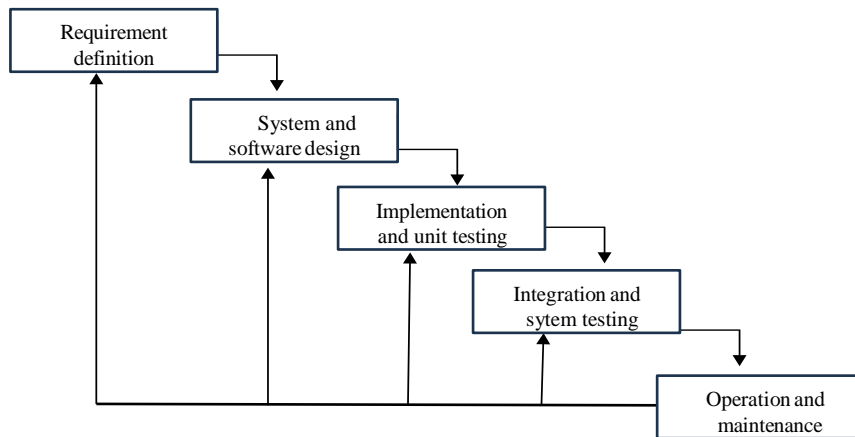 Requirement
definition
System and
software design
Implementation
and unit testing
Integration and
sytem testing
Operation and
maintenance